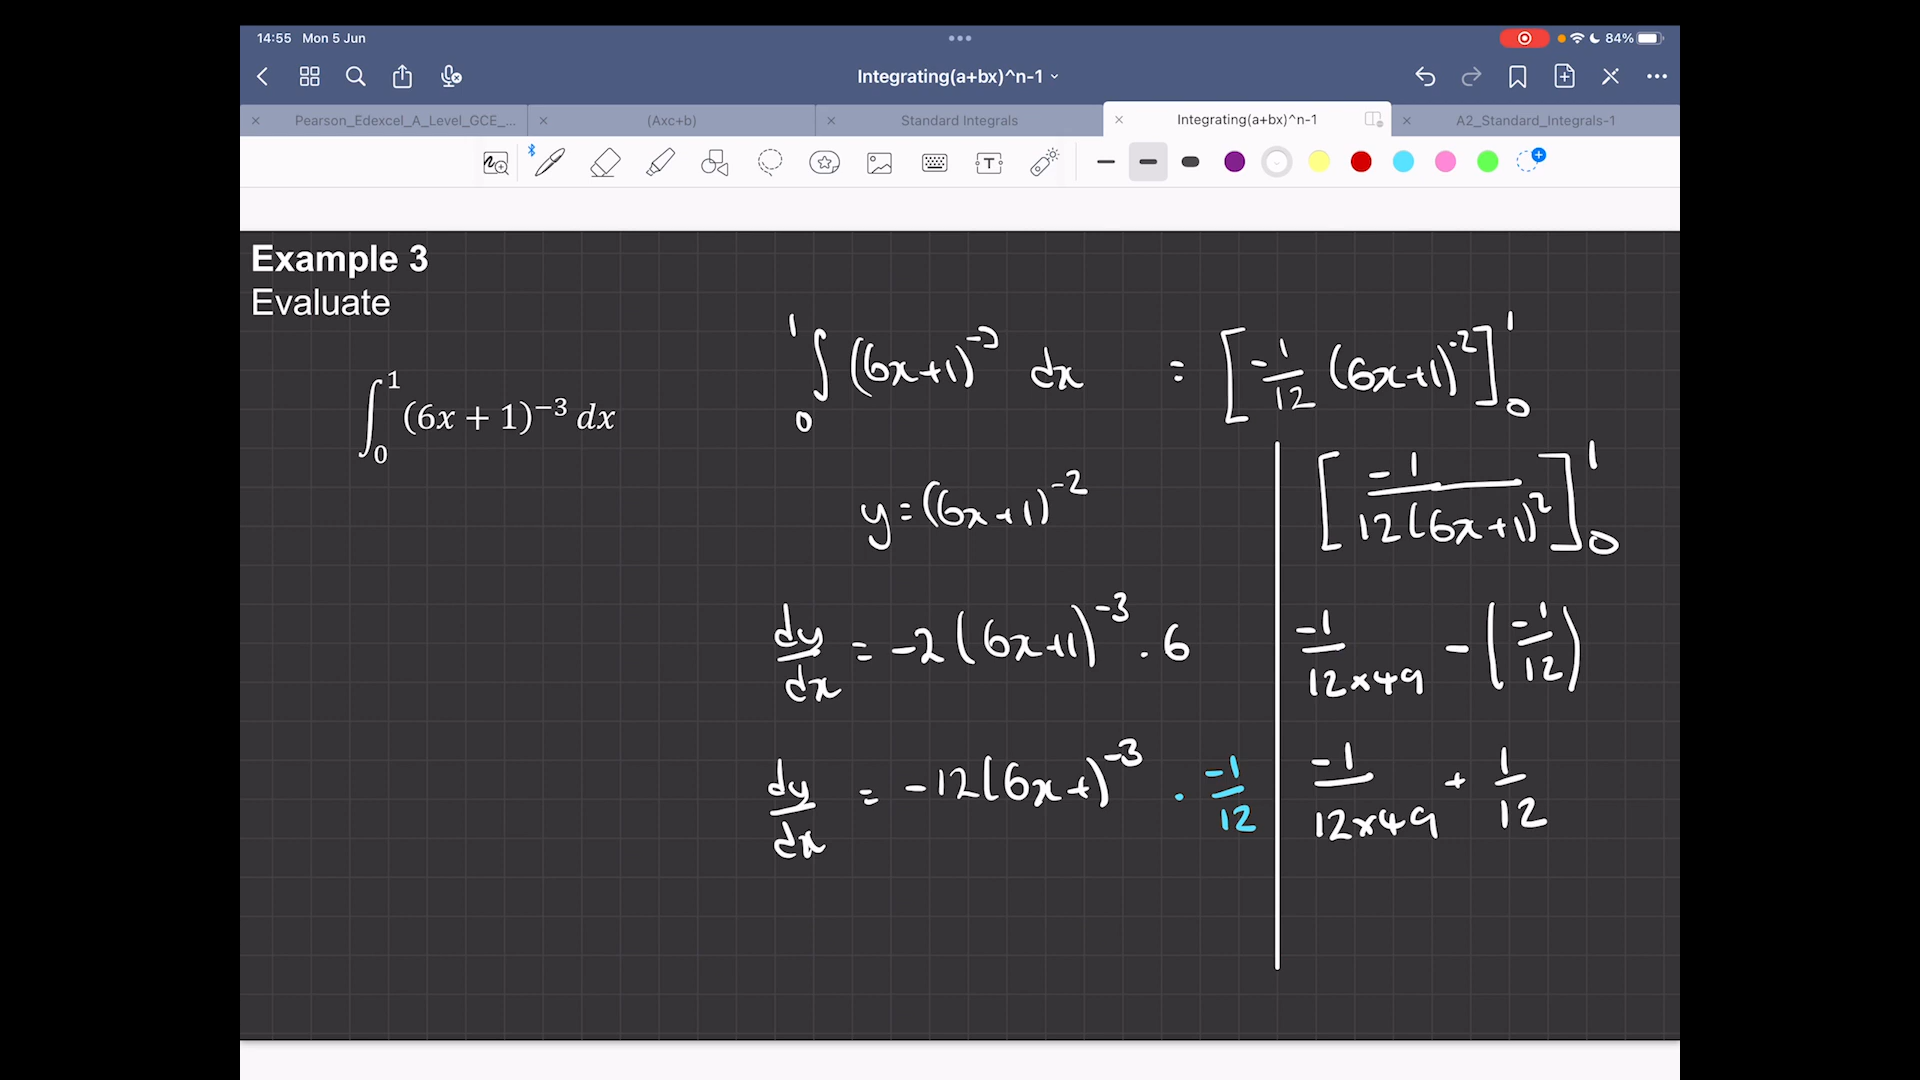 14:55 Mon 5 Jun
84%
Integrating(a+bx)^n-1
Pearson_Edexcel_A_Level_GCE_...
(Axc+b)
Standard Integrals
Integrating(a+bx)^n-1
A2_Standard_Integrals-1
Example 3
Evaluate
∫₀¹ (6x + 1)⁻³ dx
∫₀¹ (6x+1)⁻³ dx = [-1/12 (6x+1)⁻²]₀¹
y = (6x+1)⁻²
dy/dx = -2(6x+1)⁻³ . 6
dy/dx = -12(6x+)⁻³ . -1/12
[-1/12(6x+1)²]₀¹
-1/12×49 - (-1/12)
-1/12×49 + 1/12